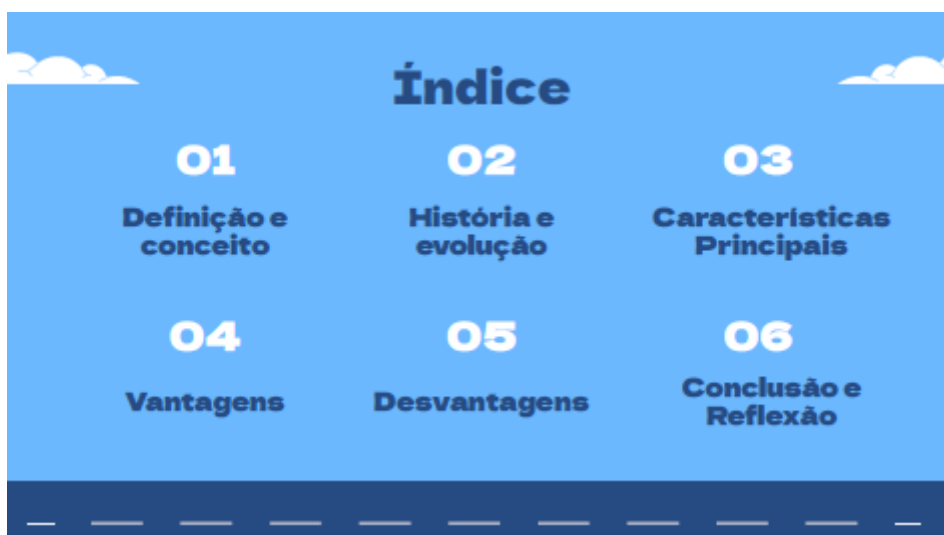 Índice
01
Definição e
conceito
02
História e
evolução
03
Características
Principais
04
Vantagens
05
Desvantagens
06
Conclusão e
Reflexão